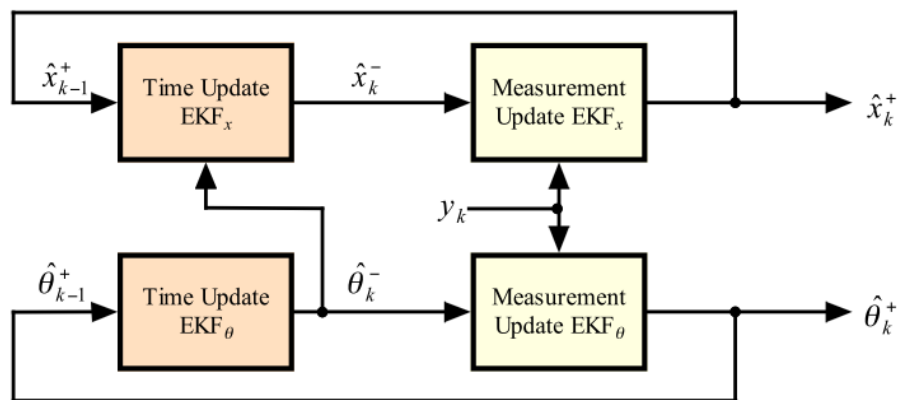 x̂⁺ₖ₋₁
Time Update
EKFₓ
x̂⁻ₖ
Measurement
Update EKFₓ
x̂⁺ₖ
yₖ
θ̂⁺ₖ₋₁
Time Update
EKF_θ
θ̂⁻ₖ
Measurement
Update EKF_θ
θ̂⁺ₖ